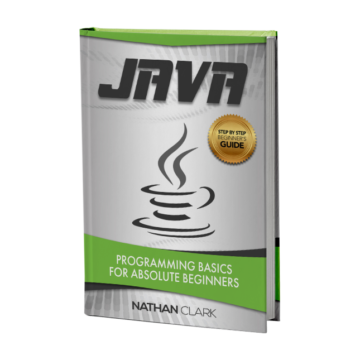 JAVA
STEP BY STEP
BEGINNER'S
GUIDE
PROGRAMMING BASICS
FOR ABSOLUTE BEGINNERS
NATHAN CLARK